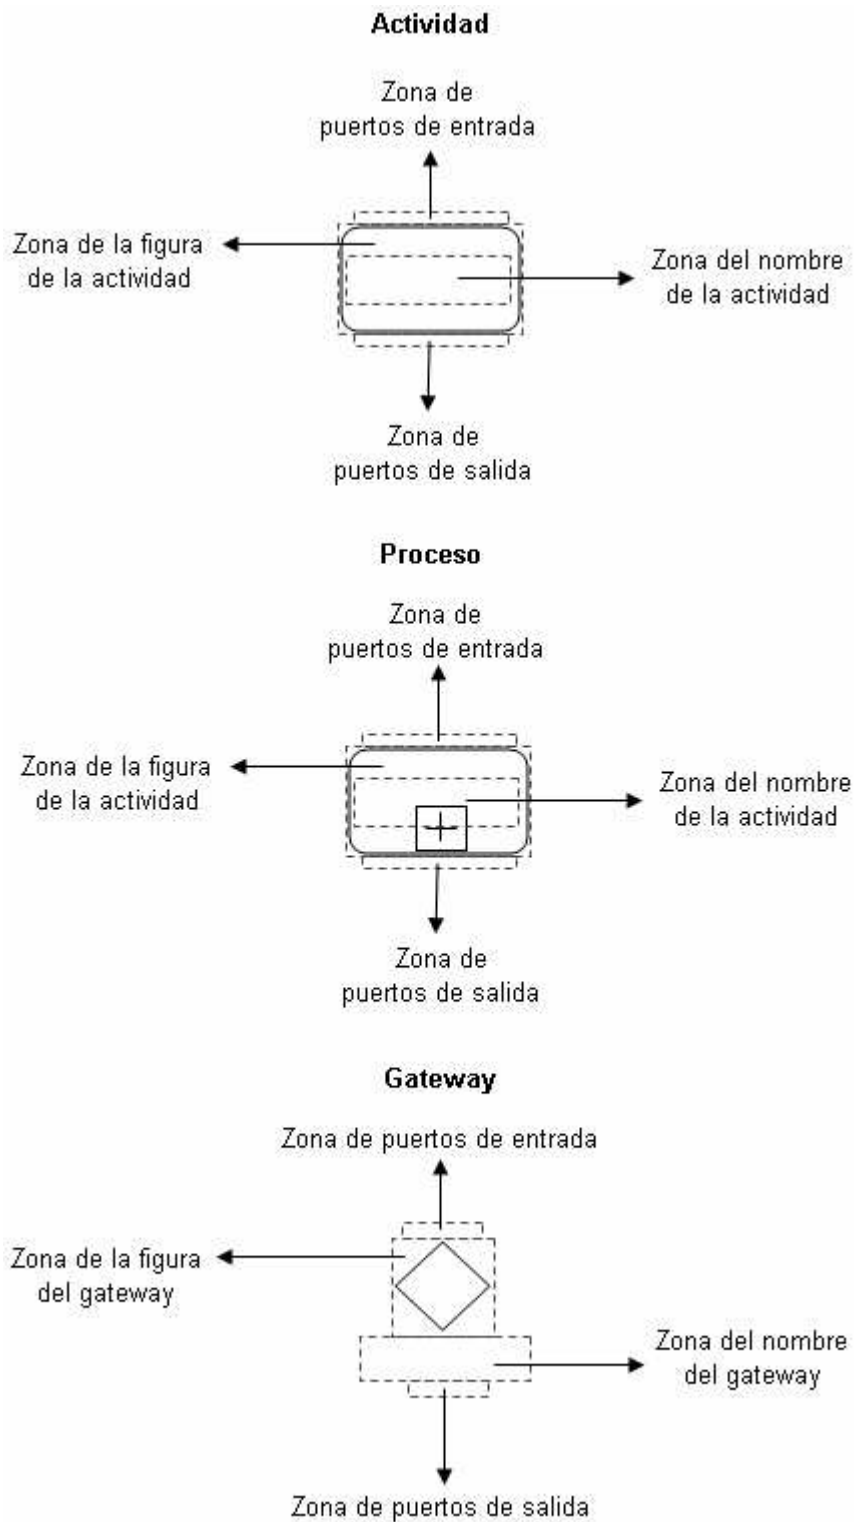 Actividad
Zona de
puertos de entrada
Zona de la figura
de la actividad
Zona del nombre
de la actividad
Zona de
puertos de salida
Proceso
Zona de
puertos de entrada
Zona de la figura
de la actividad
Zona del nombre
de la actividad
Zona de
puertos de salida
Gateway
Zona de puertos de entrada
Zona de la figura
del gateway
Zona del nombre
del gateway
Zona de puertos de salida